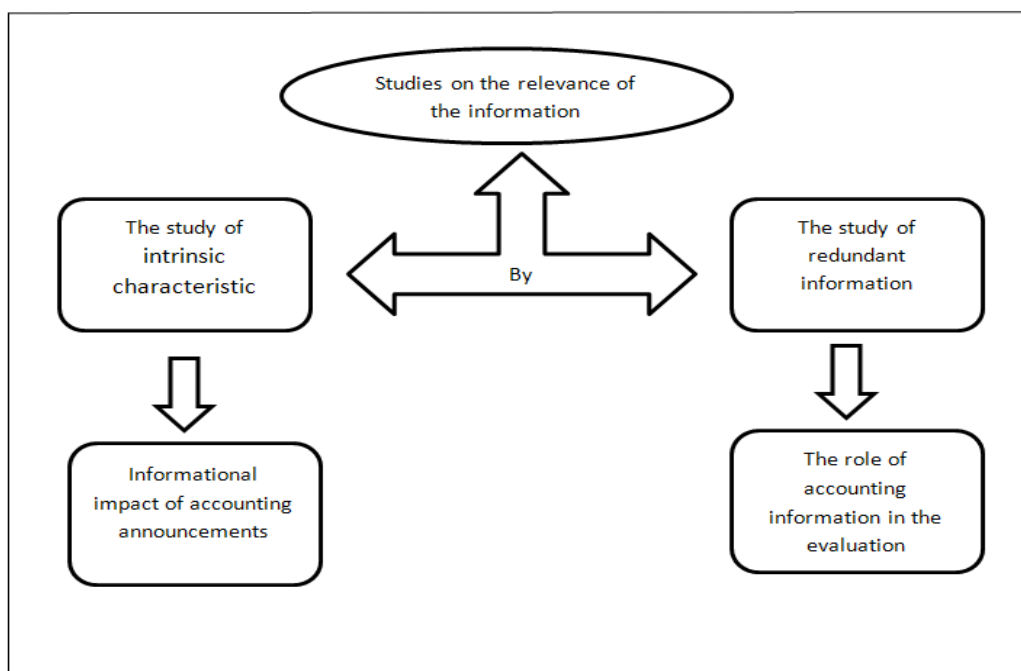 Studies on the relevance of
the information
The study of
intrinsic
characteristic
By
The study of
redundant
information
Informational
impact of accounting
announcements
The role of
accounting
information in the
evaluation